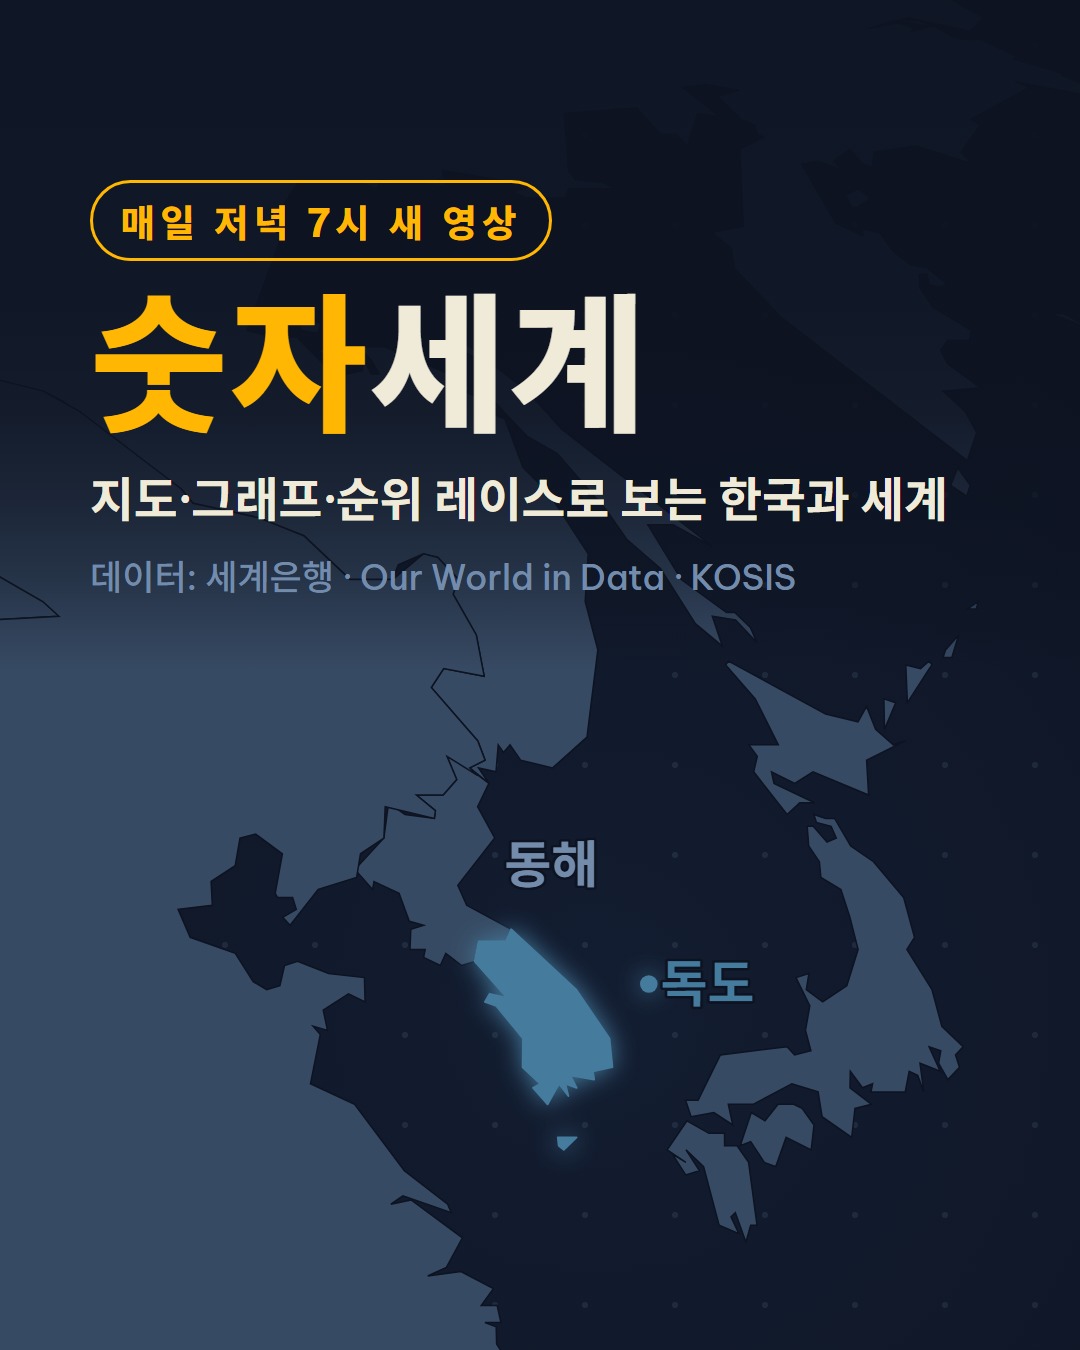 매일 저녁 7시 새 영상
숫자세계
지도·그래프·순위 레이스로 보는 한국과 세계
데이터: 세계은행 · Our World in Data · KOSIS
동해
독도